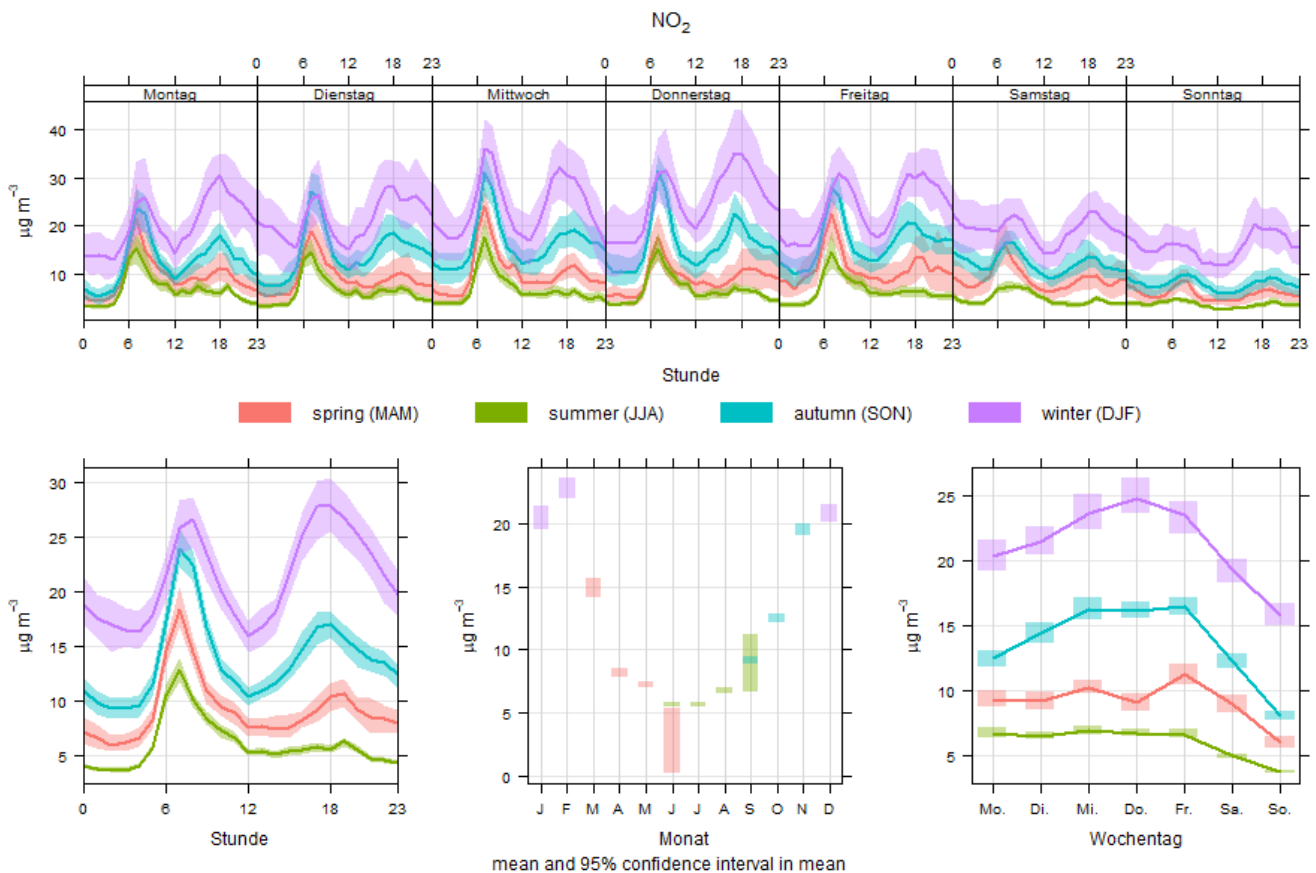 NO2
0 6 12 18 23 0 6 12 18 23 0 6 12 18 23
Montag Dienstag Mittwoch Donnerstag Freitag Samstag Sonntag
40
30
20
10
µg m−3
0 6 12 18 23 0 6 12 18 23 0 6 12 18 23 0 6 12 18 23
Stunde
spring (MAM) summer (JJA) autumn (SON) winter (DJF)
30
25
20
15
10
5
µg m−3
0 6 12 18 23
Stunde
20
15
10
5
0
µg m−3
J F M A M J J A S O N D
Monat
25
20
15
10
5
µg m−3
Mo. Di. Mi. Do. Fr. Sa. So.
Wochentag
mean and 95% confidence interval in mean